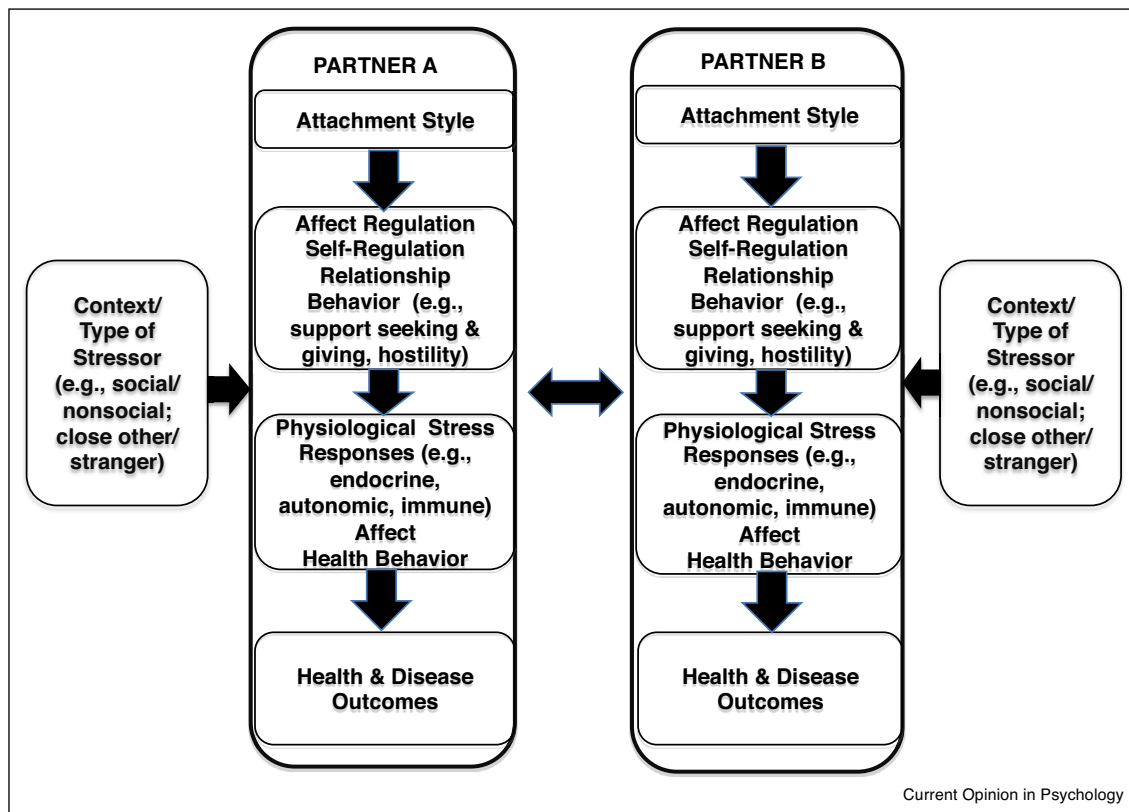 PARTNER A
Attachment Style
Affect Regulation
Self-Regulation
Relationship
Behavior (e.g.,
support seeking &
giving, hostility)
Physiological Stress
Responses (e.g.,
endocrine,
autonomic, immune)
Affect
Health Behavior
Health & Disease
Outcomes
Context/
Type of
Stressor
(e.g., social/
nonsocial;
close other/
stranger)
PARTNER B
Attachment Style
Affect Regulation
Self-Regulation
Relationship
Behavior (e.g.,
support seeking &
giving, hostility)
Physiological Stress
Responses (e.g.,
endocrine,
autonomic, immune)
Affect
Health Behavior
Health & Disease
Outcomes
Context/
Type of
Stressor
(e.g., social/
nonsocial;
close other/
stranger)
Current Opinion in Psychology